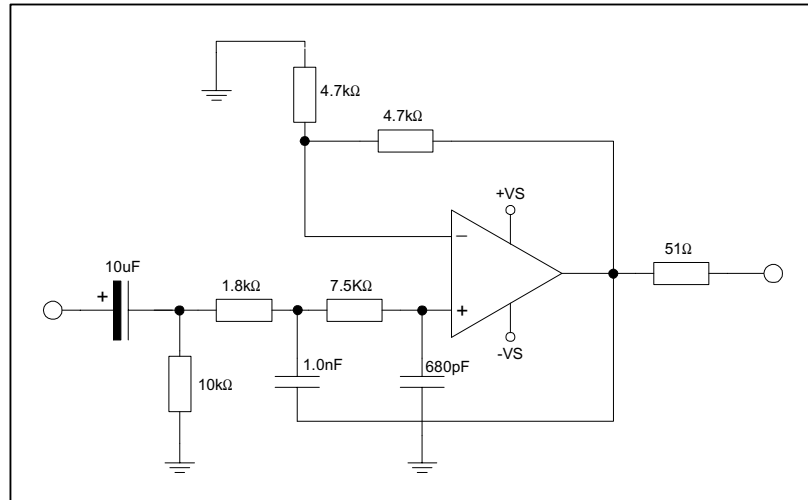 4.7kΩ
4.7kΩ
+VS
−
51Ω
10uF
+
1.8kΩ
7.5KΩ
+
-VS
10kΩ
1.0nF
680pF